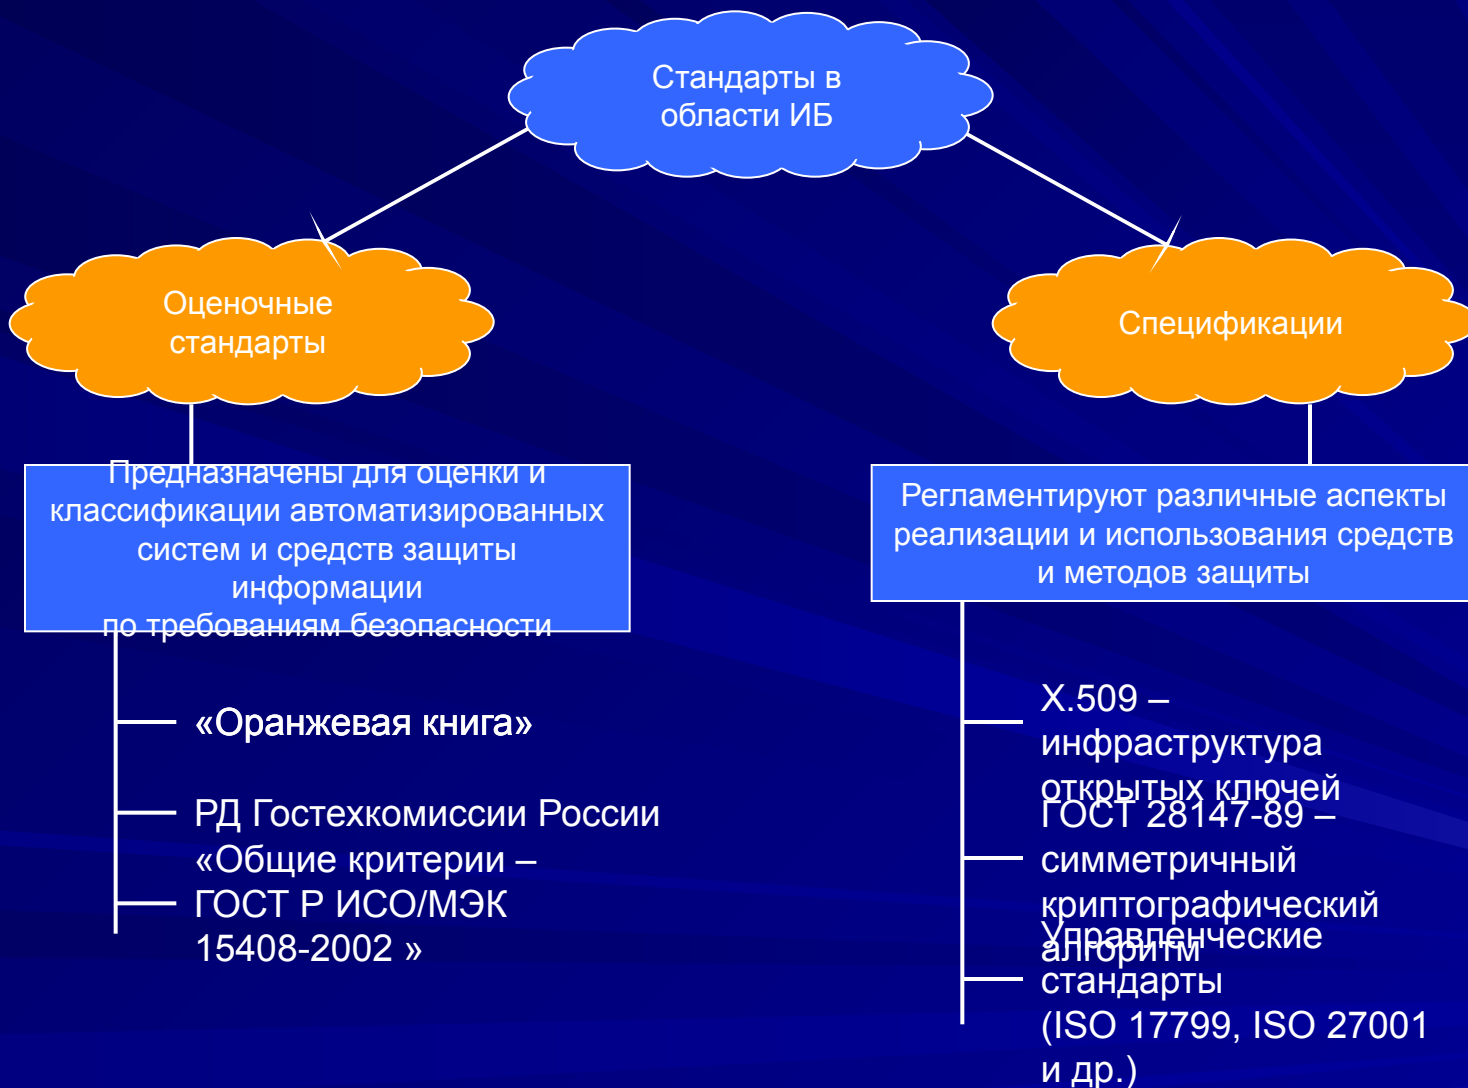 Стандарты в
области ИБ
Оценочные
стандарты
Спецификации
Предназначены для оценки и
классификации автоматизированных
систем и средств защиты
информации
по требованиям безопасности
Регламентируют различные аспекты
реализации и использования средств
и методов защиты
«Оранжевая книга»
РД Гостехкомиссии России
«Общие критерии –
ГОСТ Р ИСО/МЭК
15408-2002 »
X.509 –
инфраструктура
открытых ключей
ГОСТ 28147-89 –
симметричный
криптографический
алгоритм
Управленческие
стандарты
(ISO 17799, ISO 27001
и др.)